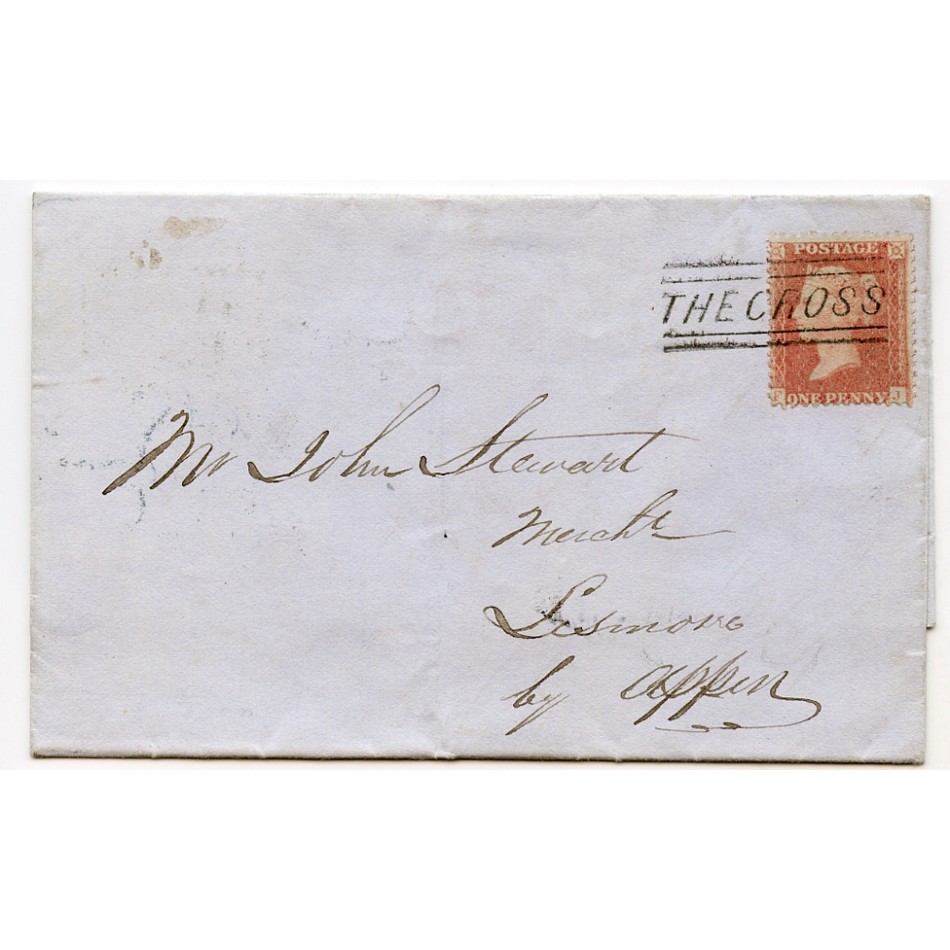 POSTAGE
THE CROSS
ONE PENNY
J
Mr John Stewart
Mercht
Lismore
by Appin